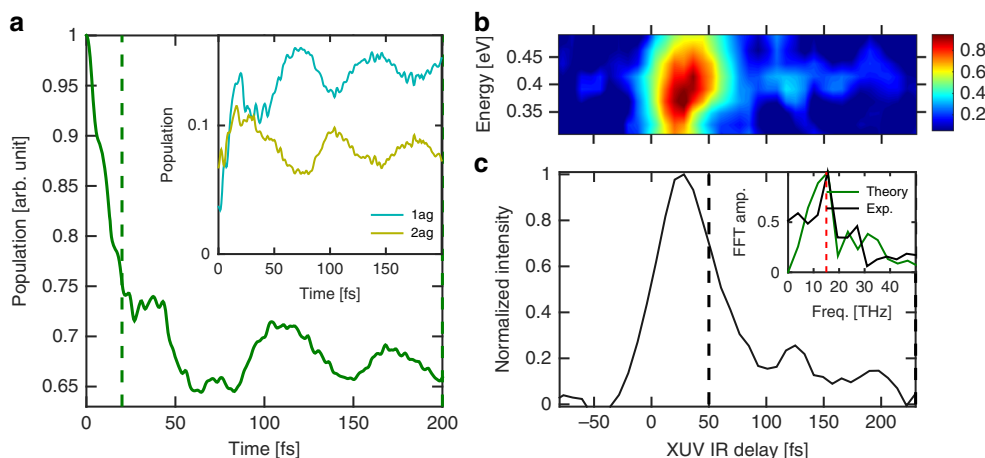 a
Population [arb. unit]
1
0.95
0.9
0.85
0.8
0.75
0.7
0.65
0
50
100
150
200
Time [fs]
Population
0.1
0
0 50 100 150
Time [fs]
1ag
2ag
b
Energy [eV]
0.45
0.40
0.35
0.8
0.6
0.4
0.2
c
Normalized intensity
1
0.8
0.6
0.4
0.2
0
−50 0 50 100 150 200
XUV IR delay [fs]
FFT amp.
0.5
0
0 20 40
Freq. [THz]
Theory
Exp.